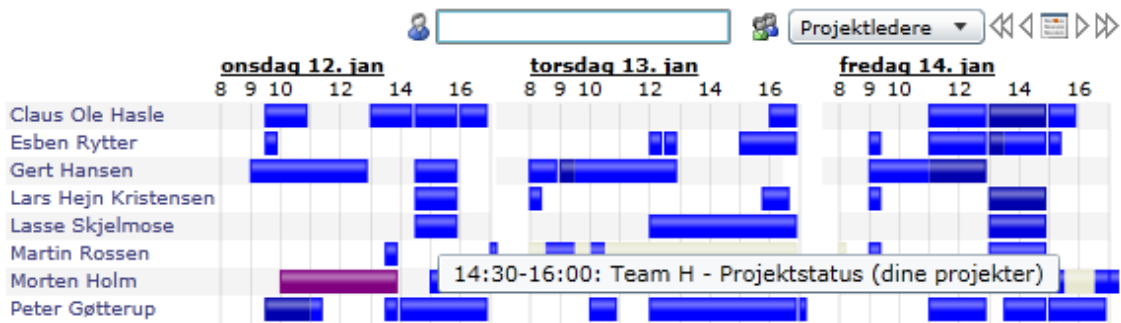 Projektledere
onsdag 12. jan torsdag 13. jan fredag 14. jan
8 9 10 12 14 16 8 9 10 12 14 16 8 9 10 12 14 16
Claus Ole Hasle
Esben Rytter
Gert Hansen
Lars Hejn Kristensen
Lasse Skjelmose
Martin Rossen
14:30-16:00: Team H - Projektstatus (dine projekter)
Morten Holm
Peter Gøtterup